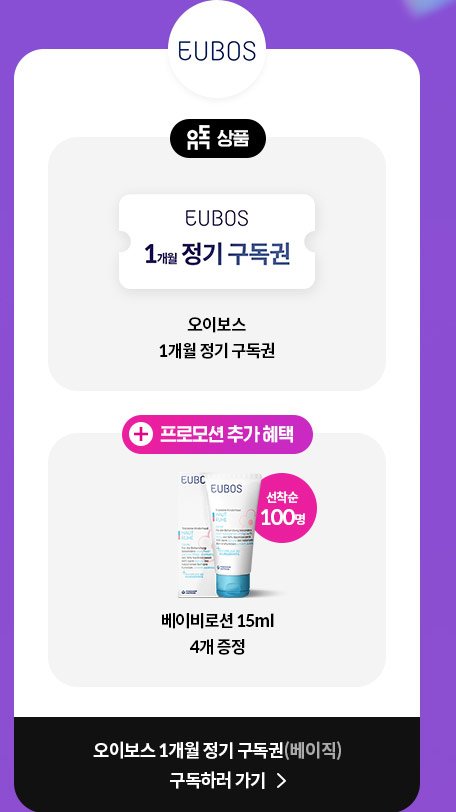 EUBOS
유독 상품
EUBOS
1개월 정기 구독권
오이보스
1개월 정기 구독권
프로모션 추가 혜택
EUBOS
HAUT
RUHE
선착순
100명
베이비로션 15ml
4개 증정
오이보스 1개월 정기 구독권(베이직)
구독하러 가기 >